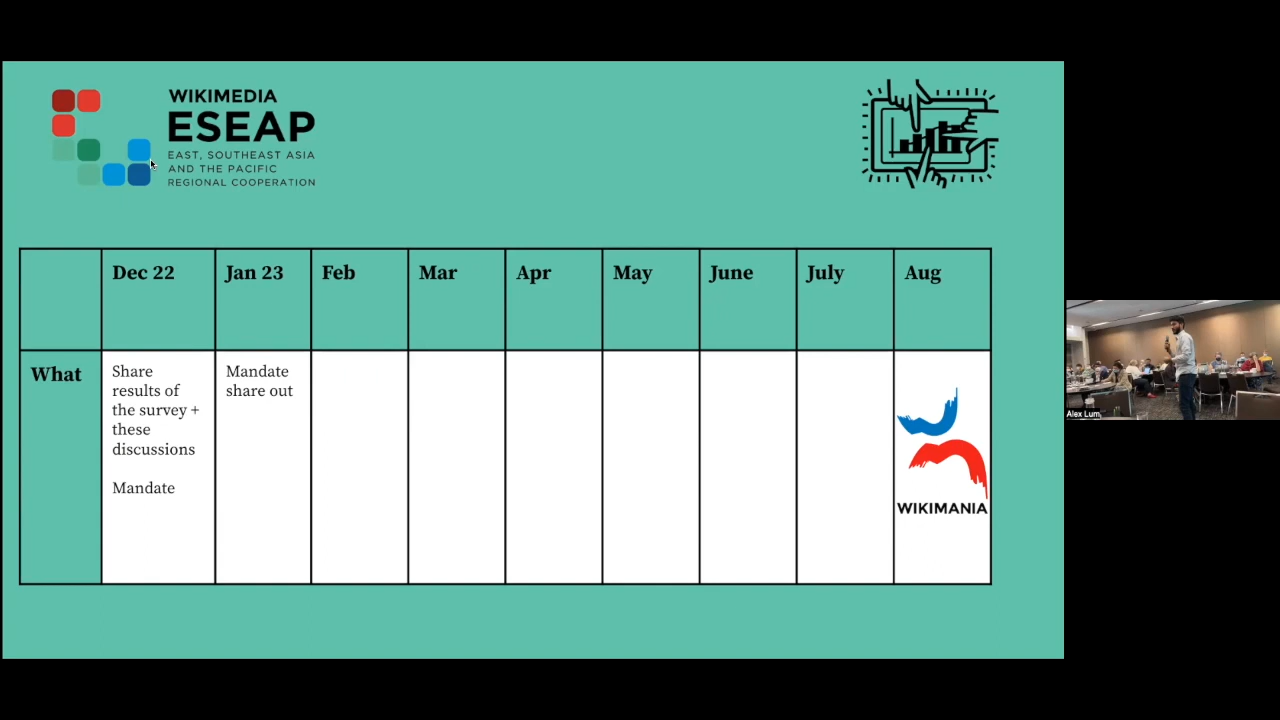 WIKIMEDIA
ESEAP
EAST, SOUTHEAST ASIA
AND THE PACIFIC
REGIONAL COOPERATION
Dec 22
Jan 23
Feb
Mar
Apr
May
June
July
Aug
What
Share
results of
the survey +
these
discussions
Mandate
Mandate
share out
WIKIMANIA
Alex Lum